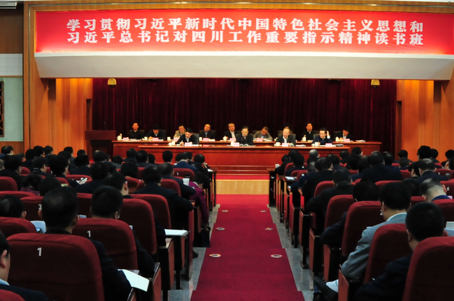 学习贯彻习近平新时代中国特色社会主义思想和
习近平总书记对四川工作重要指示精神读书班
1
1